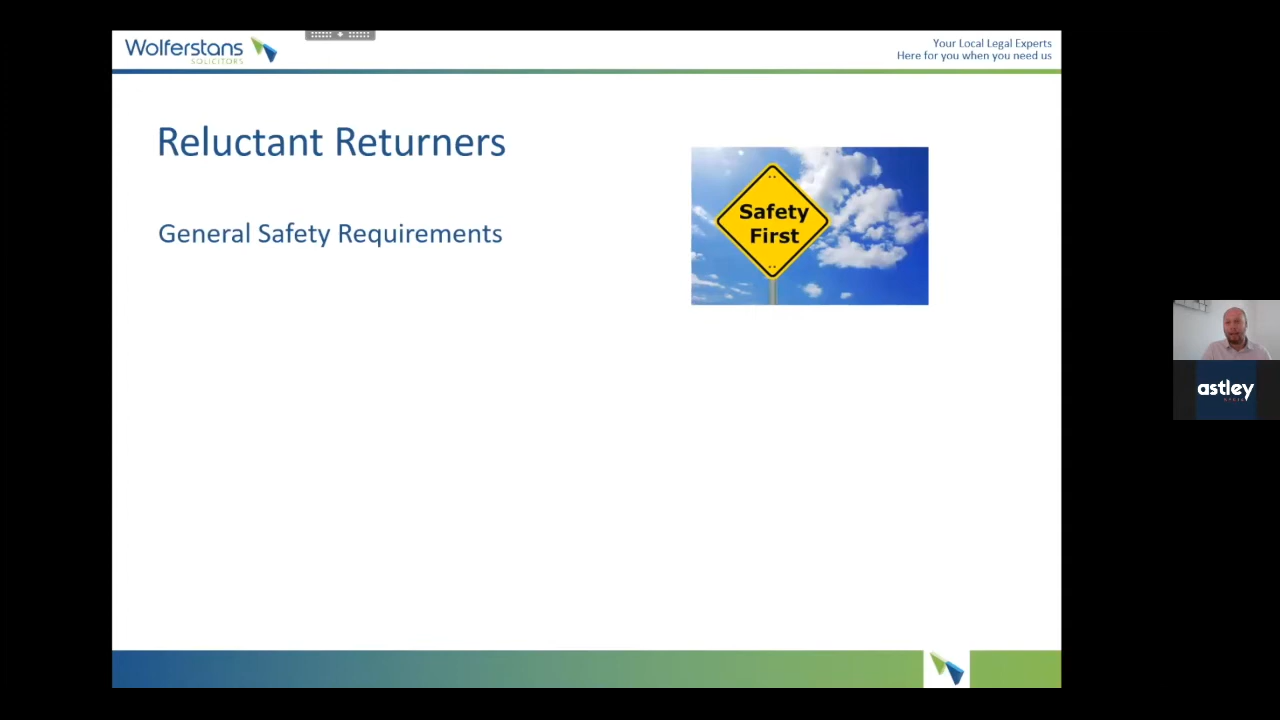 Wolferstans
SOLICITORS
Your Local Legal Experts
Here for you when you need us
Reluctant Returners
Safety
First
General Safety Requirements
astley